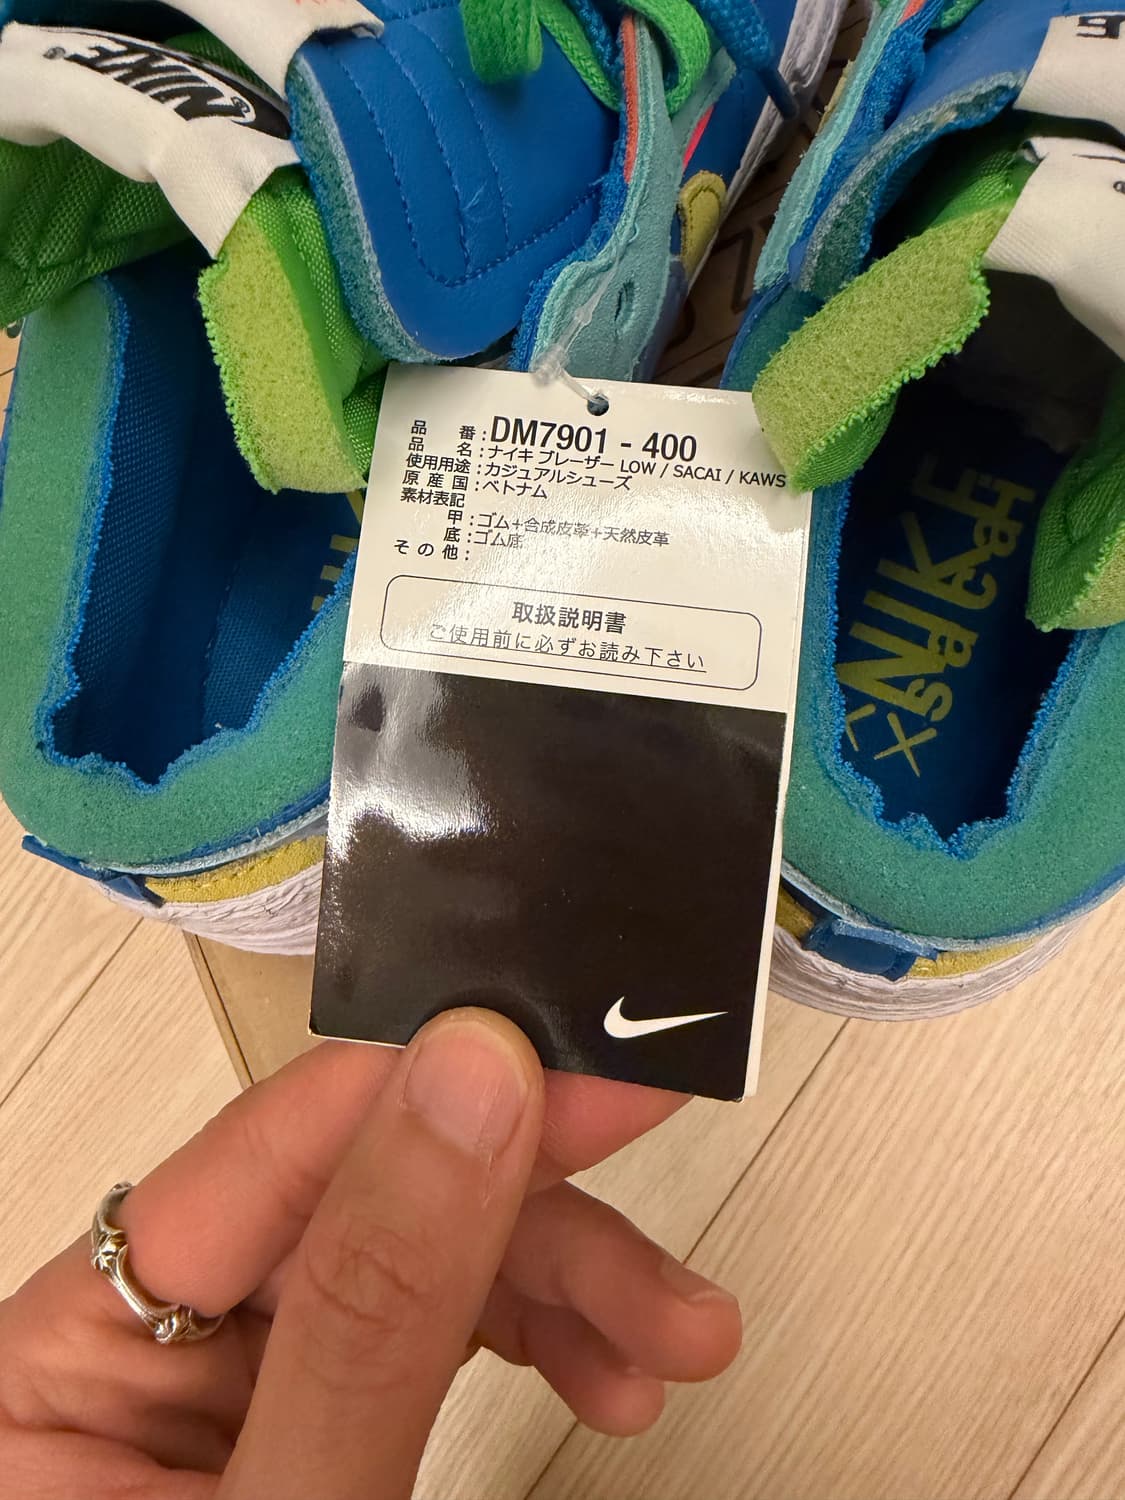 NIKE®
品番:DM7901 - 400
品名:ナイキ ブレーザー LOW / SACAI / KAWS
使用用途:カジュアルシューズ
原産国:ベトナム
素材表記
甲:ゴム+合成皮革+天然皮革
底:ゴム底
その他:
取扱説明書
ご使用前に必ずお読み下さい
NIKE
sacai
XX